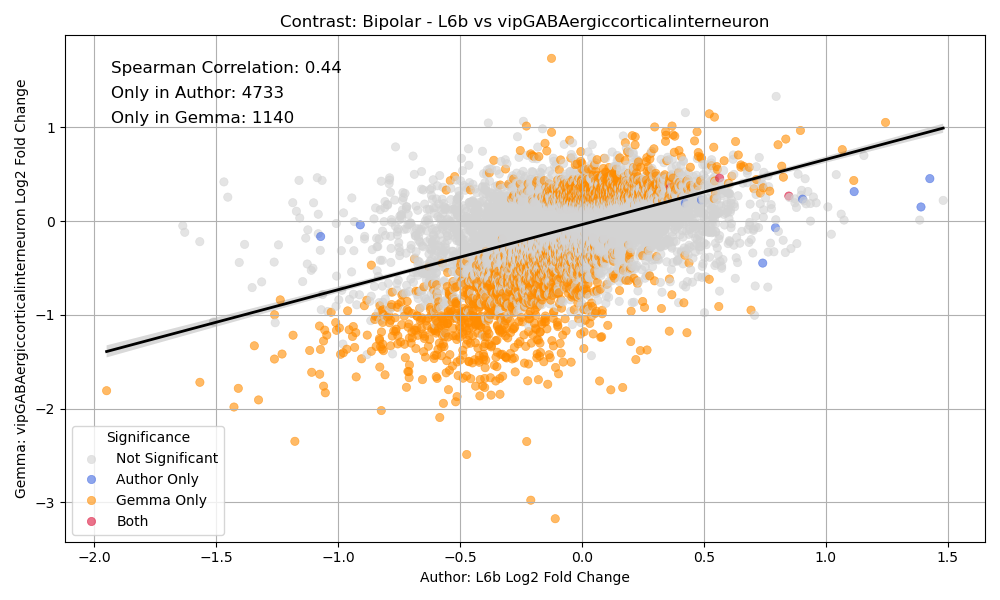 Contrast: Bipolar - L6b vs vipGABAergiccorticalinterneuron
Spearman Correlation: 0.44
Only in Author: 4733
Only in Gemma: 1140
Gemma: vipGABAergiccorticalinterneuron Log2 Fold Change
1
0
−1
−2
−3
Significance
Not Significant
Author Only
Gemma Only
Both
−2.0 −1.5 −1.0 −0.5 0.0 0.5 1.0 1.5
Author: L6b Log2 Fold Change